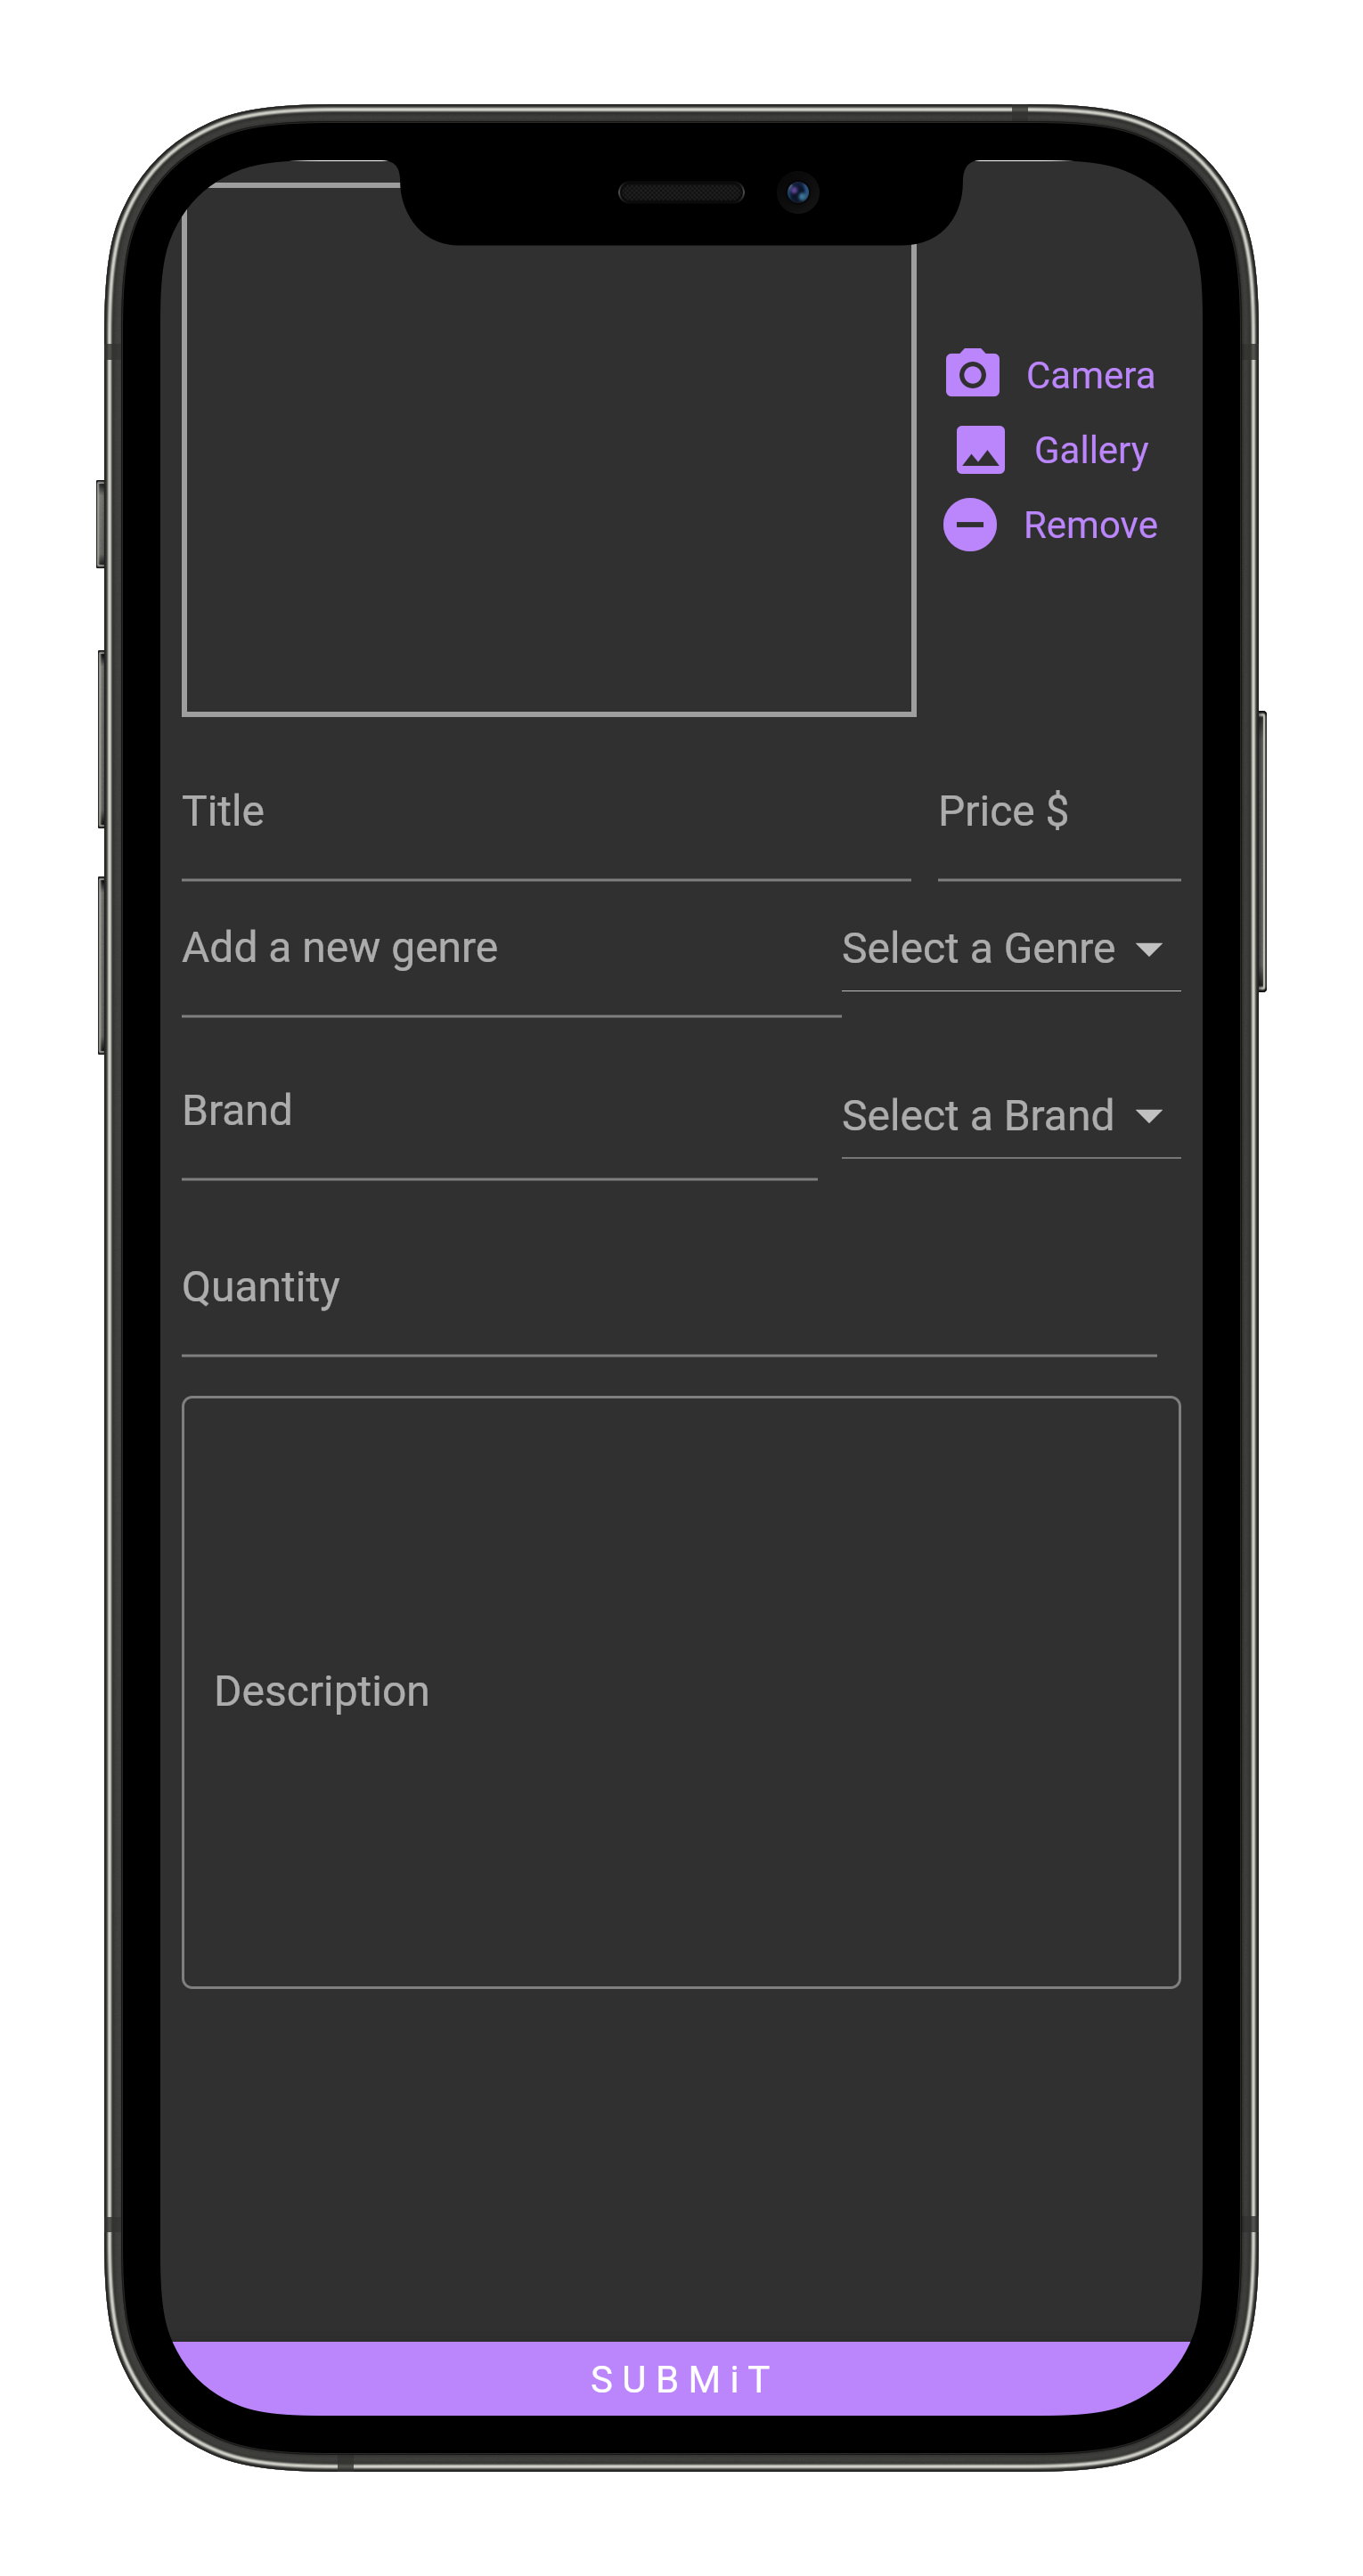 Camera
Gallery
Remove
Title
Price $
Add a new genre
Select a Genre
Brand
Select a Brand
Quantity
Description
SUBMiT